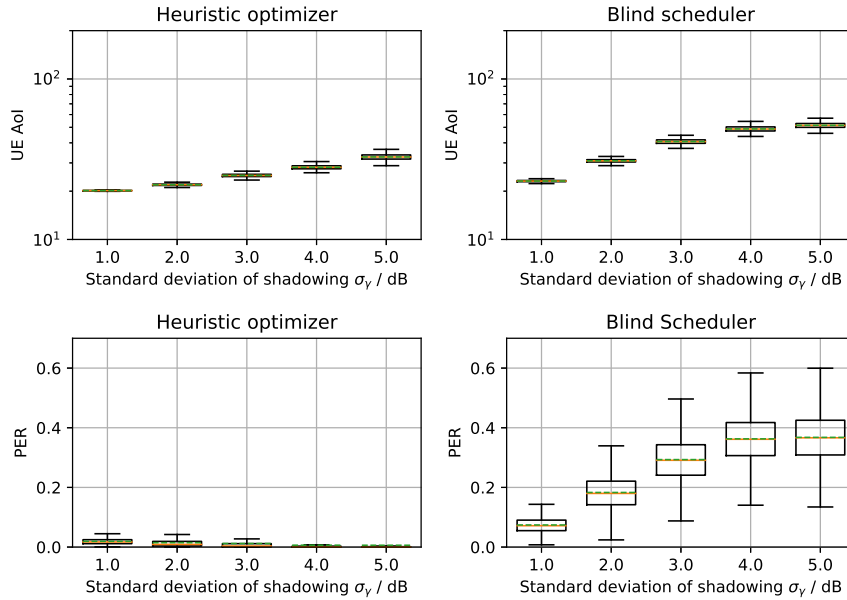 Heuristic optimizer
UE AoI
10²
10¹
1.0 2.0 3.0 4.0 5.0
Standard deviation of shadowing σγ / dB
Blind scheduler
UE AoI
10²
10¹
1.0 2.0 3.0 4.0 5.0
Standard deviation of shadowing σγ / dB
Heuristic optimizer
PER
0.6
0.4
0.2
0.0
1.0 2.0 3.0 4.0 5.0
Standard deviation of shadowing σγ / dB
Blind Scheduler
PER
0.6
0.4
0.2
0.0
1.0 2.0 3.0 4.0 5.0
Standard deviation of shadowing σγ / dB